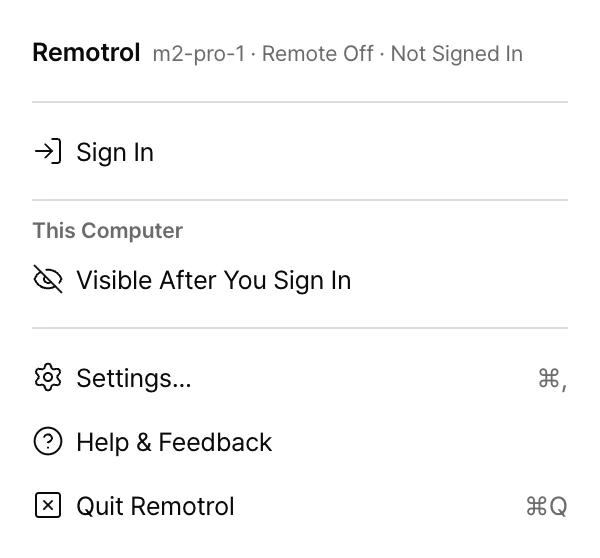 Remotrol m2-pro-1 · Remote Off · Not Signed In
Sign In
This Computer
Visible After You Sign In
Settings... ⌘,
Help & Feedback
Quit Remotrol ⌘Q